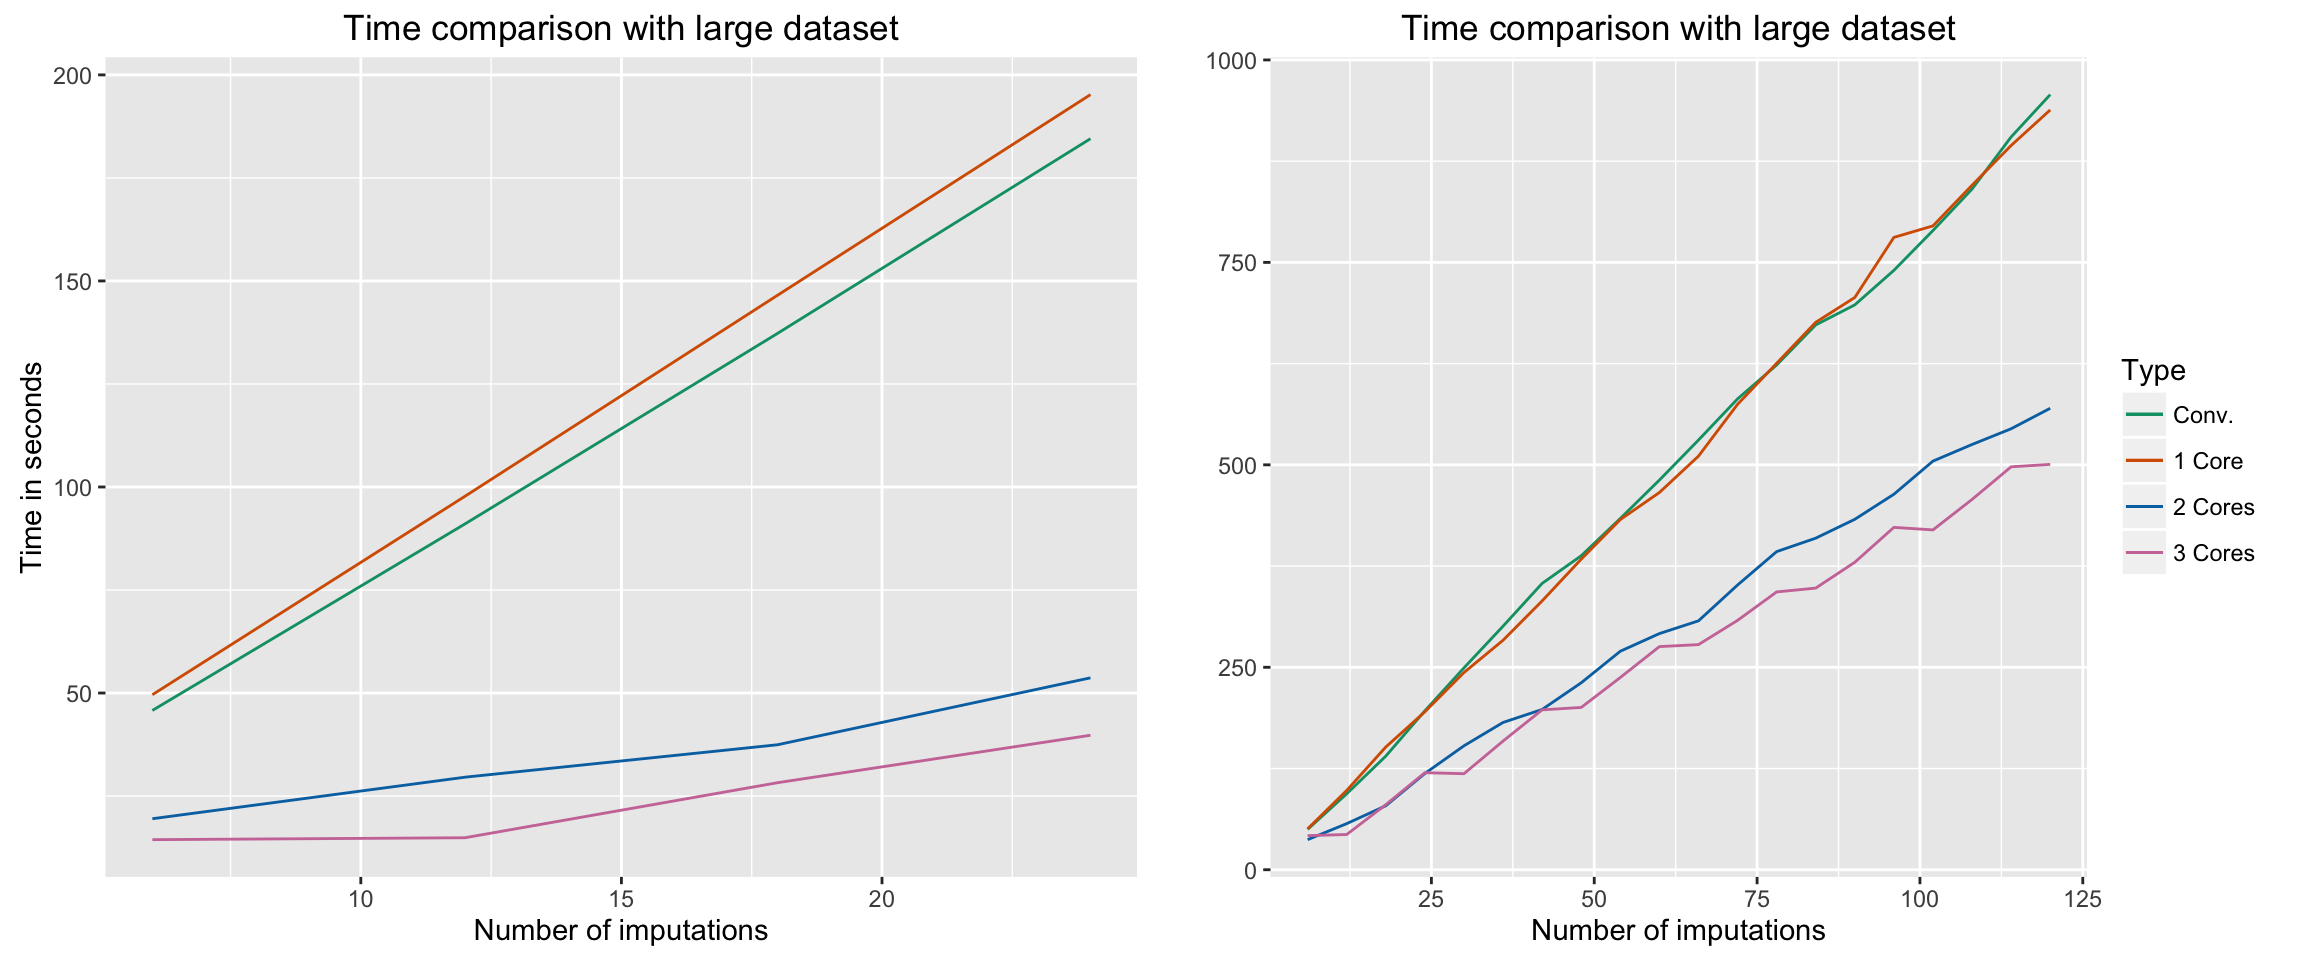 Time comparison with large dataset
200
150
100
50
10
15
20
Time in seconds
Number of imputations
Time comparison with large dataset
1000
750
500
250
0
25
50
75
100
125
Number of imputations
Type
Conv.
1 Core
2 Cores
3 Cores